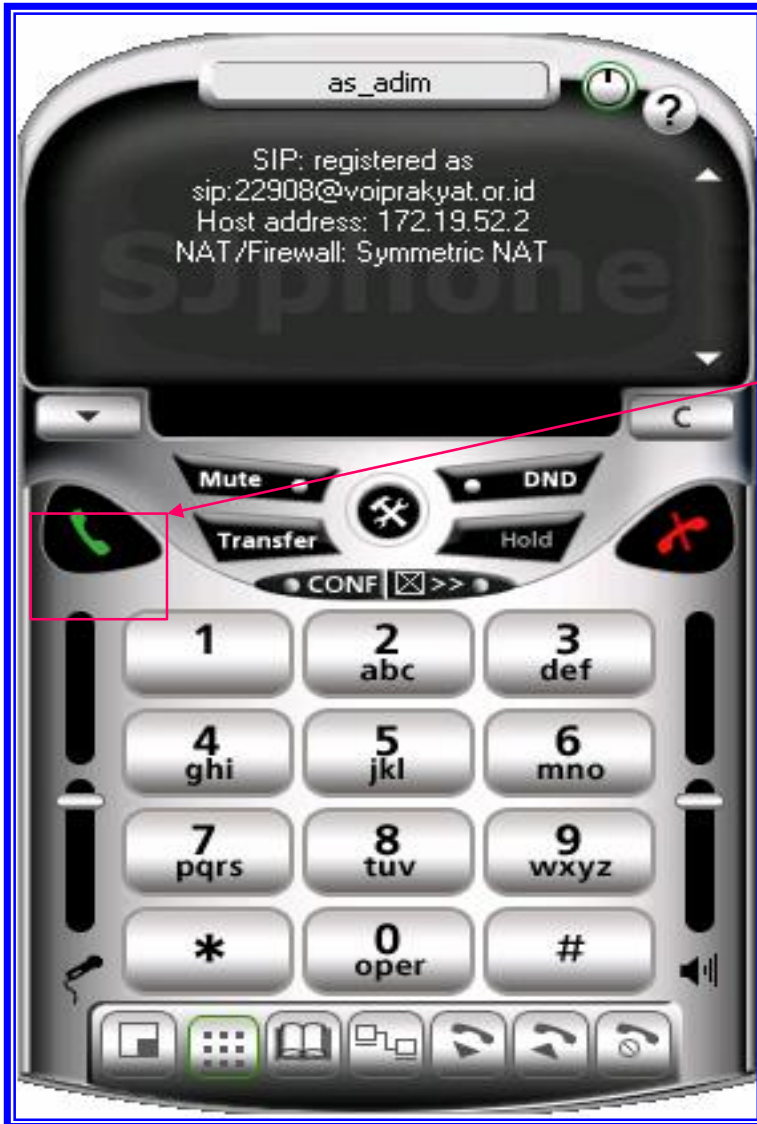 as_adim
?
SIP: registered as
sip:22908@voiprakyat.or.id
Host address: 172.19.52.2
NAT/Firewall: Symmetric NAT
SJphone
C
Mute
DND
Transfer
Hold
CONF >>
1
2
3
abc
def
4
5
6
ghi
jkl
mno
7
8
9
pqrs
tuv
wxyz
*
0
#
oper